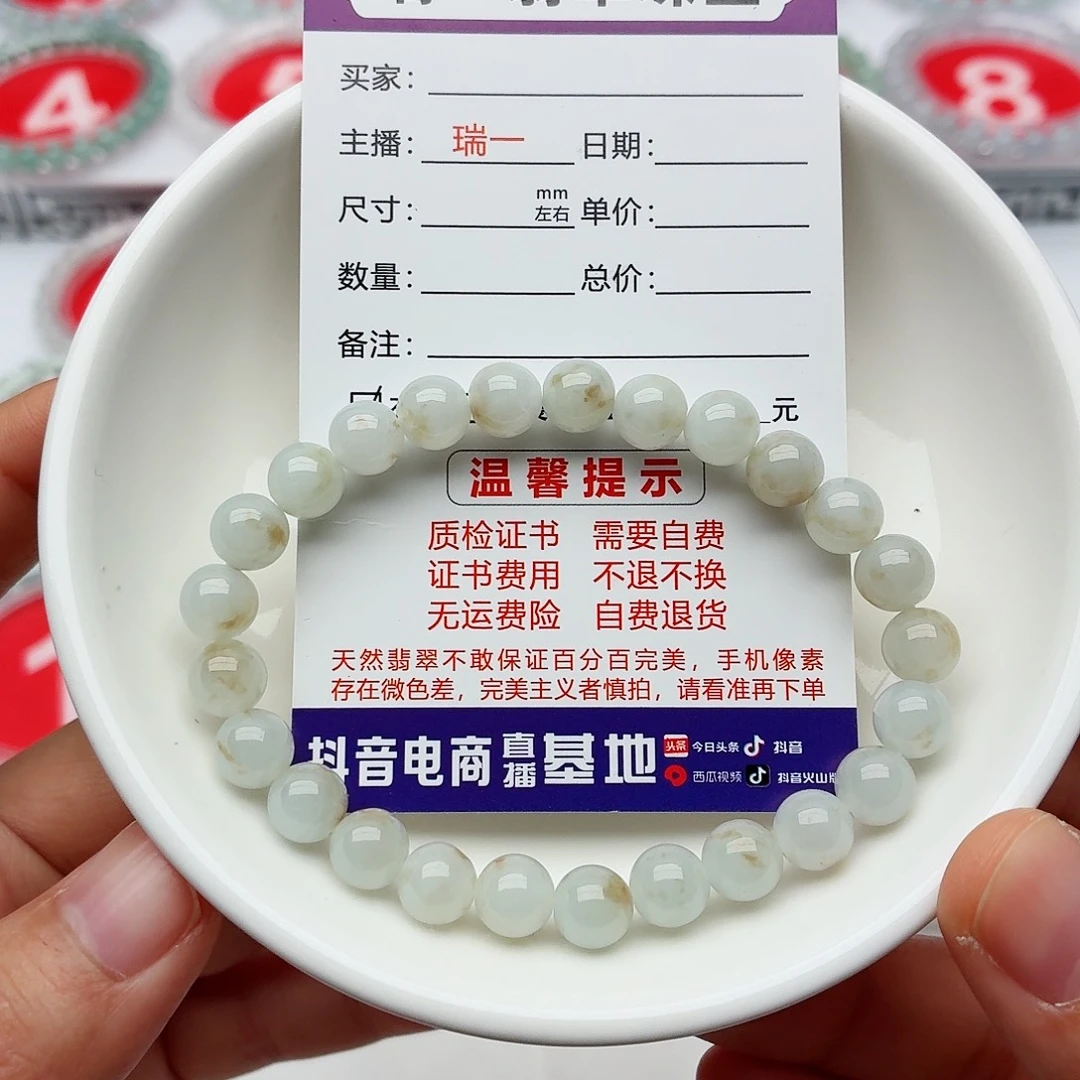 4
8
买家：
主播：瑞一 日期：
尺寸： mm左右 单价：
数量： 总价：
备注：
元
温馨提示
质检证书 需要自费
证书费用 不退不换
无运费险 自费退货
天然翡翠不敢保证百分百完美，手机像素
存在微色差，完美主义者慎拍，请看准再下单
抖音电商直播基地 头条 今日头条 抖音
西瓜视频 抖音火山版